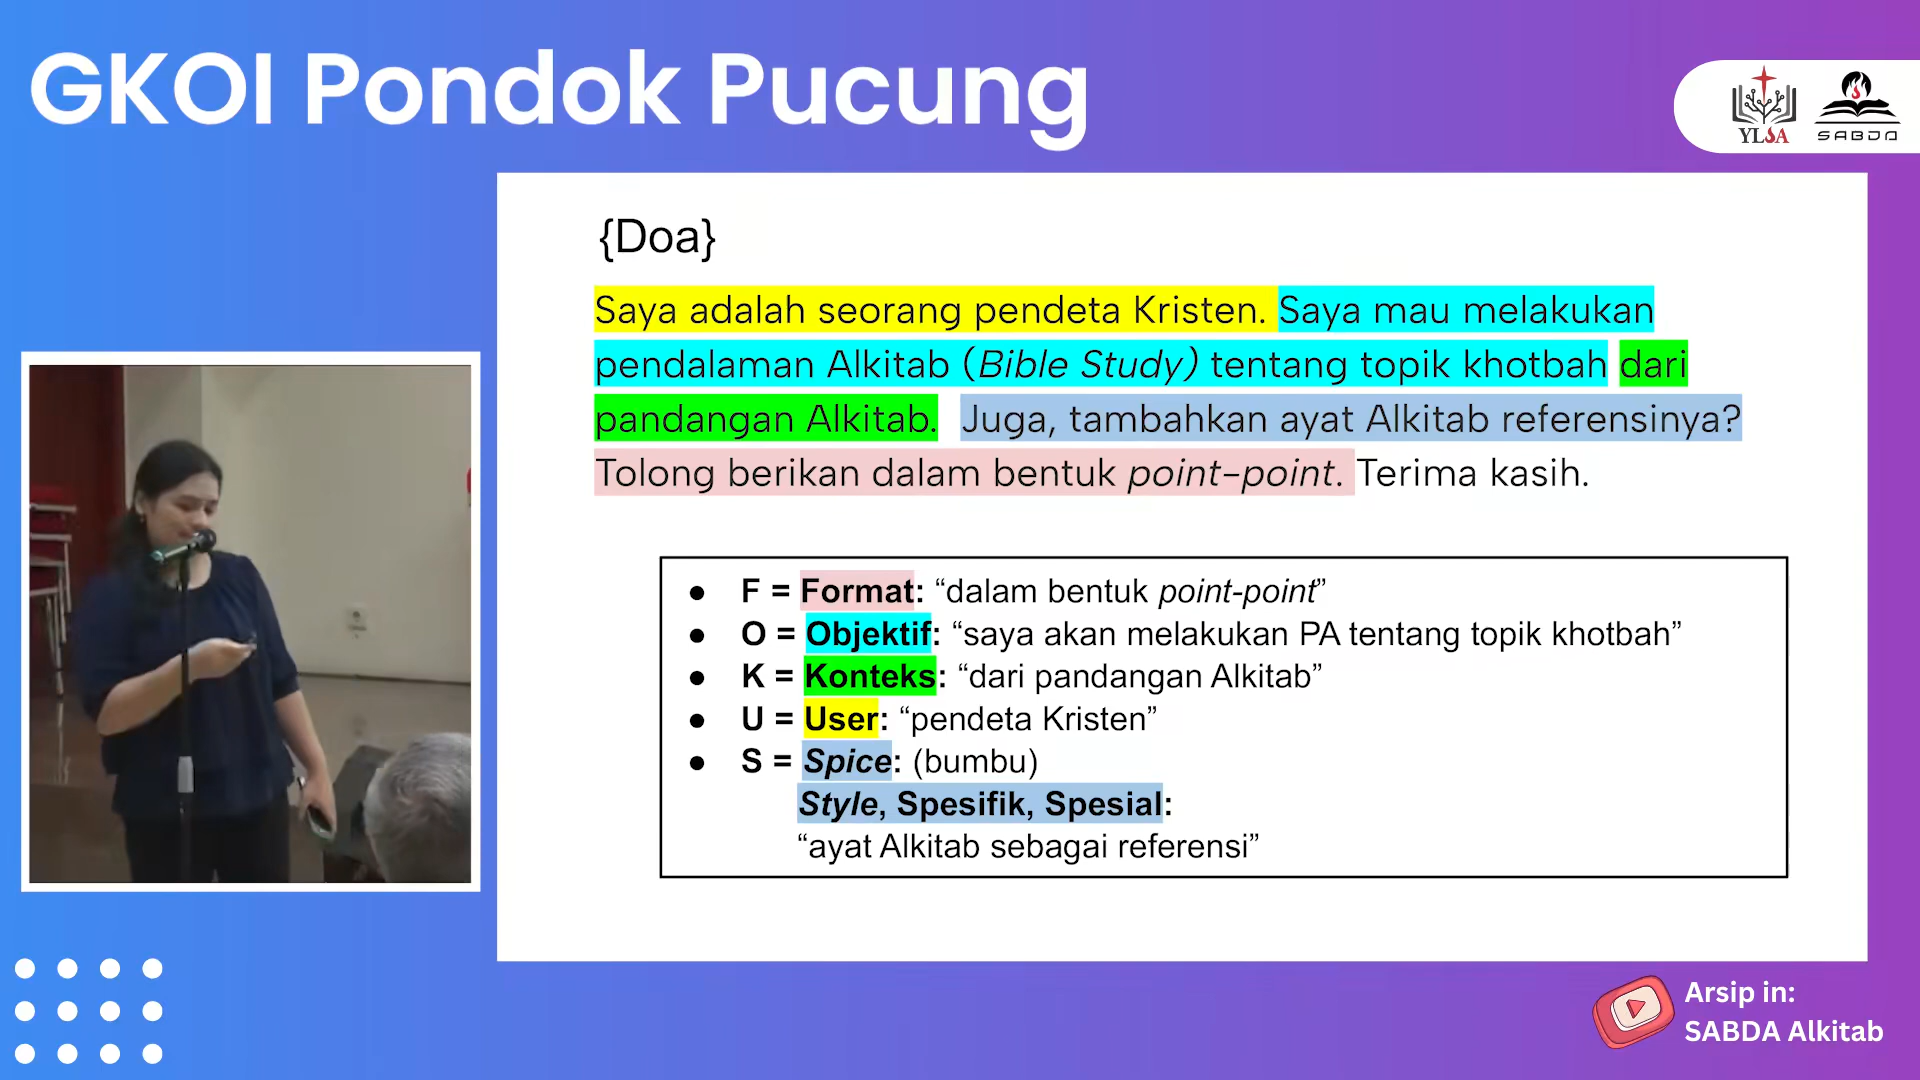 GKOI Pondok Pucung
YLSA
SABDA
{Doa}
Saya adalah seorang pendeta Kristen. Saya mau melakukan
pendalaman Alkitab (Bible Study) tentang topik khotbah dari
pandangan Alkitab. Juga, tambahkan ayat Alkitab referensinya?
Tolong berikan dalam bentuk point-point. Terima kasih.
● F = Format: “dalam bentuk point-point”
● O = Objektif: “saya akan melakukan PA tentang topik khotbah”
● K = Konteks: “dari pandangan Alkitab”
● U = User: “pendeta Kristen”
● S = Spice: (bumbu)
Style, Spesifik, Spesial:
“ayat Alkitab sebagai referensi”
Arsip in:
SABDA Alkitab